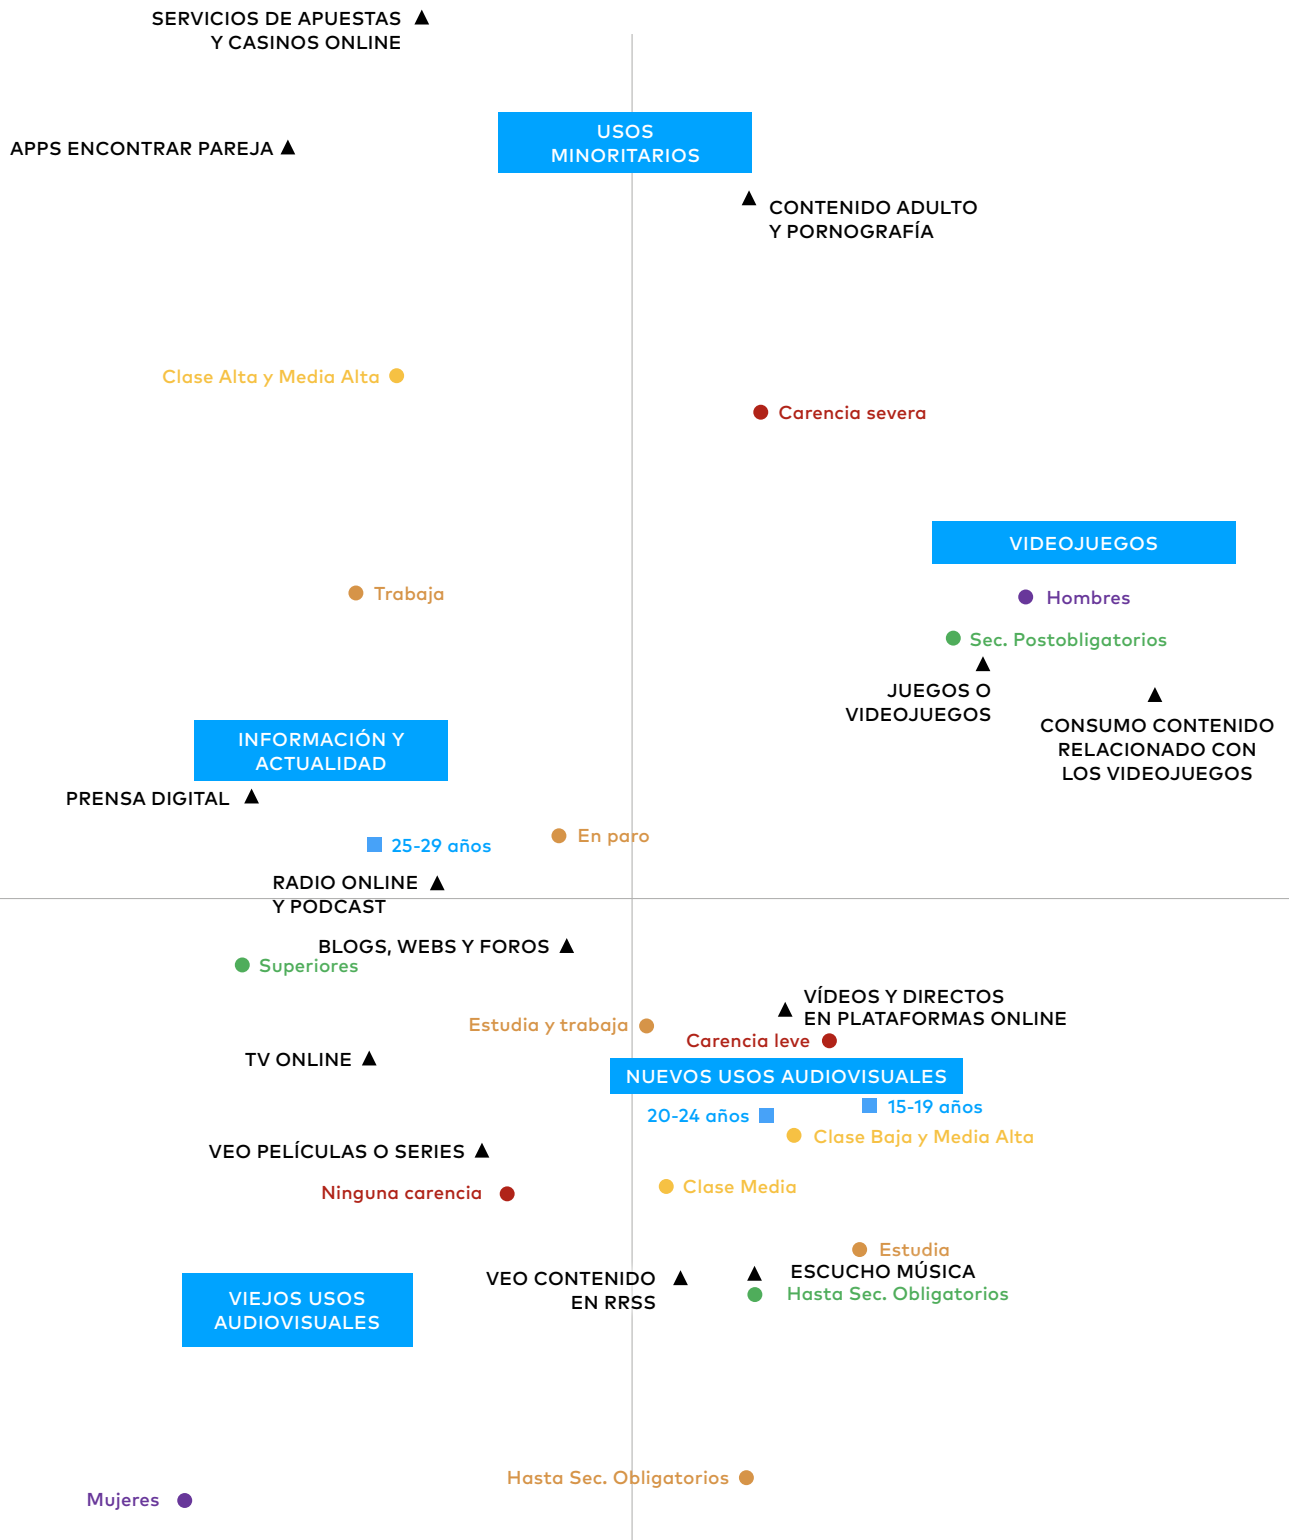 SERVICIOS DE APUESTAS
Y CASINOS ONLINE
USOS
MINORITARIOS
APPS ENCONTRAR PAREJA
CONTENIDO ADULTO
Y PORNOGRAFÍA
Clase Alta y Media Alta
Carencia severa
VIDEOJUEGOS
Trabaja
Hombres
Sec. Postobligatorios
JUEGOS O
VIDEOJUEGOS
CONSUMO CONTENIDO
RELACIONADO CON
LOS VIDEOJUEGOS
INFORMACIÓN Y
ACTUALIDAD
PRENSA DIGITAL
En paro
25-29 años
RADIO ONLINE
Y PODCAST
BLOGS, WEBS Y FOROS
Superiores
VÍDEOS Y DIRECTOS
EN PLATAFORMAS ONLINE
Estudia y trabaja
Carencia leve
TV ONLINE
NUEVOS USOS AUDIOVISUALES
15-19 años
20-24 años
Clase Baja y Media Alta
VEO PELÍCULAS O SERIES
Clase Media
Ninguna carencia
Estudia
ESCUCHO MÚSICA
VEO CONTENIDO
EN RRSS
Hasta Sec. Obligatorios
VIEJOS USOS
AUDIOVISUALES
Hasta Sec. Obligatorios
Mujeres